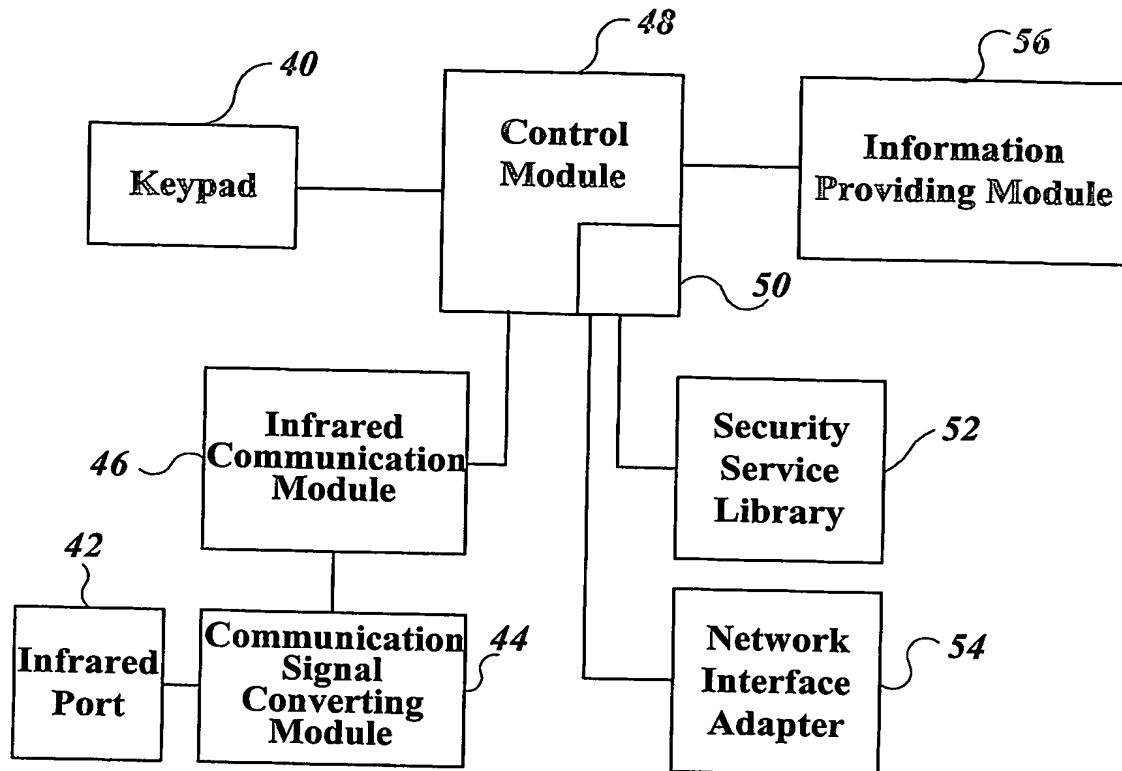 48
56
40
Control
Module
Information
Providing Module
Keypad
50
Infrared
Communication
Module
46
Security
Service
Library
52
42
Infrared
Port
Communication
Signal
Converting
Module
44
Network
Interface
Adapter
54